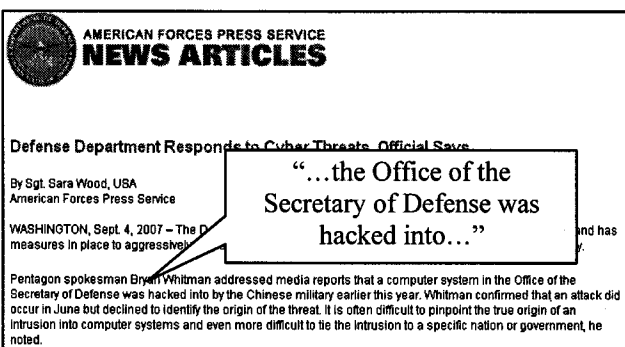 AMERICAN FORCES PRESS SERVICE
NEWS ARTICLES
Defense Department Responds to Cyber Threats, Official Says
By Sgt. Sara Wood, USA
American Forces Press Service
“…the Office of the
Secretary of Defense was
hacked into…”
WASHINGTON, Sept. 4, 2007 – The D nd has
measures in place to aggressively y.
Pentagon spokesman Bryan Whitman addressed media reports that a computer system in the Office of the
Secretary of Defense was hacked into by the Chinese military earlier this year. Whitman confirmed that an attack did
occur in June but declined to identify the origin of the threat. It is often difficult to pinpoint the true origin of an
intrusion into computer systems and even more difficult to tie the intrusion to a specific nation or government, he
noted.